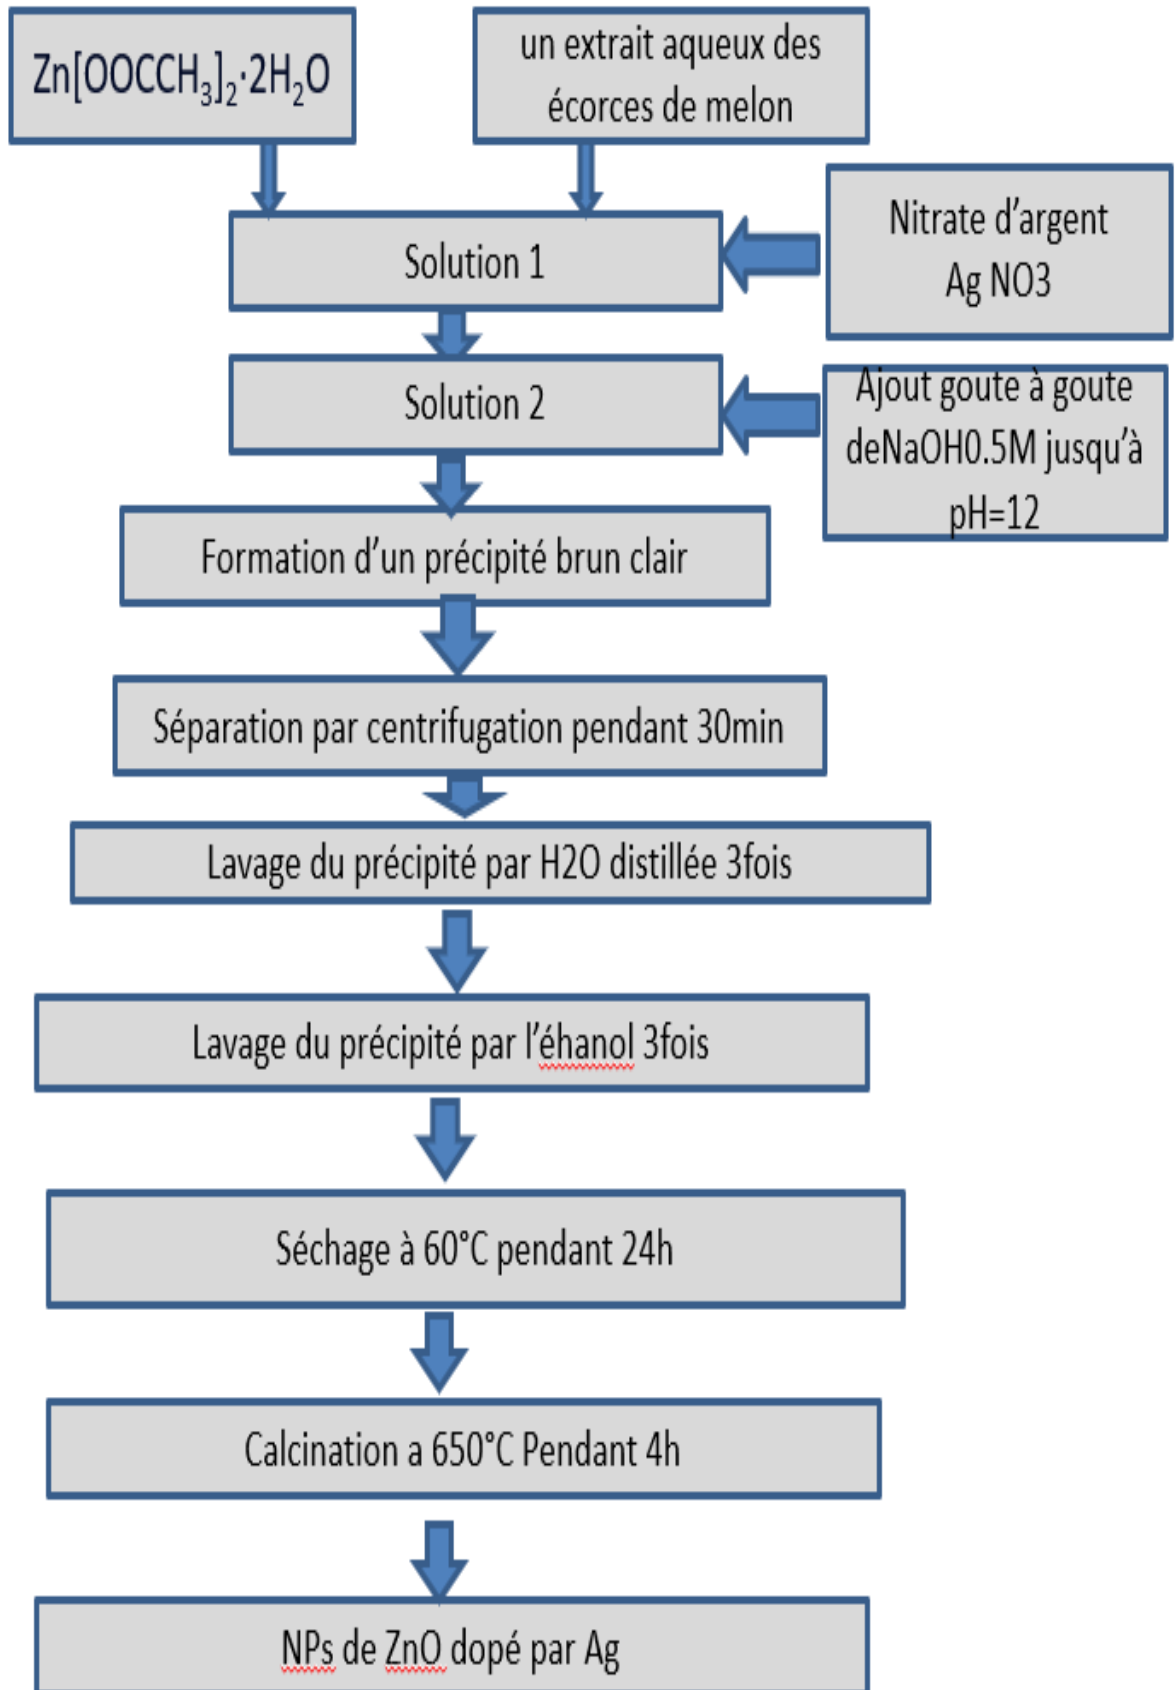 Zn[OOCCH₃]₂·2H₂O
un extrait aqueux des
écorces de melon
Nitrate d'argent
Ag NO3
Solution 1
Solution 2
Ajout goute à goute
deNaOH0.5M jusqu'à
pH=12
Formation d'un précipité brun clair
Séparation par centrifugation pendant 30min
Lavage du précipité par H2O distillée 3fois
Lavage du précipité par l'éhanol 3fois
Séchage à 60°C pendant 24h
Calcination a 650°C Pendant 4h
NPs de ZnO dopé par Ag